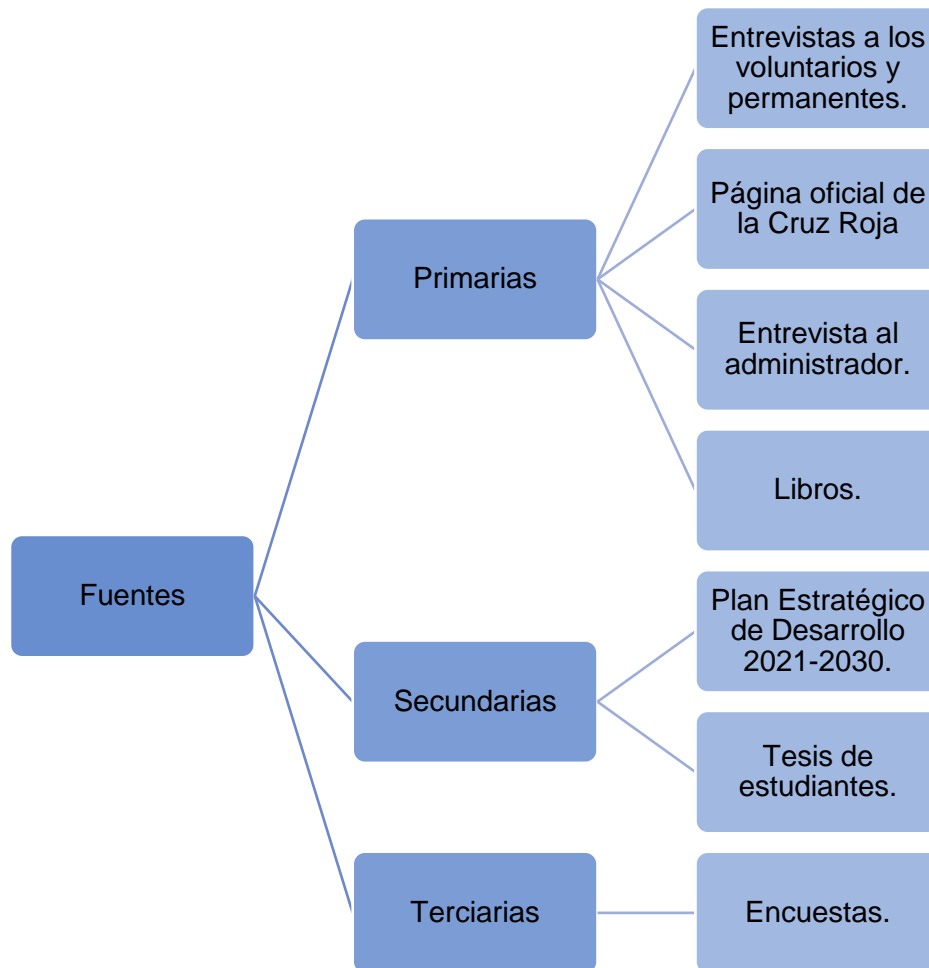 Fuentes
Primarias
Entrevistas a los
voluntarios y
permanentes.
Página oficial de
la Cruz Roja
Entrevista al
administrador.
Libros.
Secundarias
Plan Estratégico
de Desarrollo
2021-2030.
Tesis de
estudiantes.
Terciarias
Encuestas.